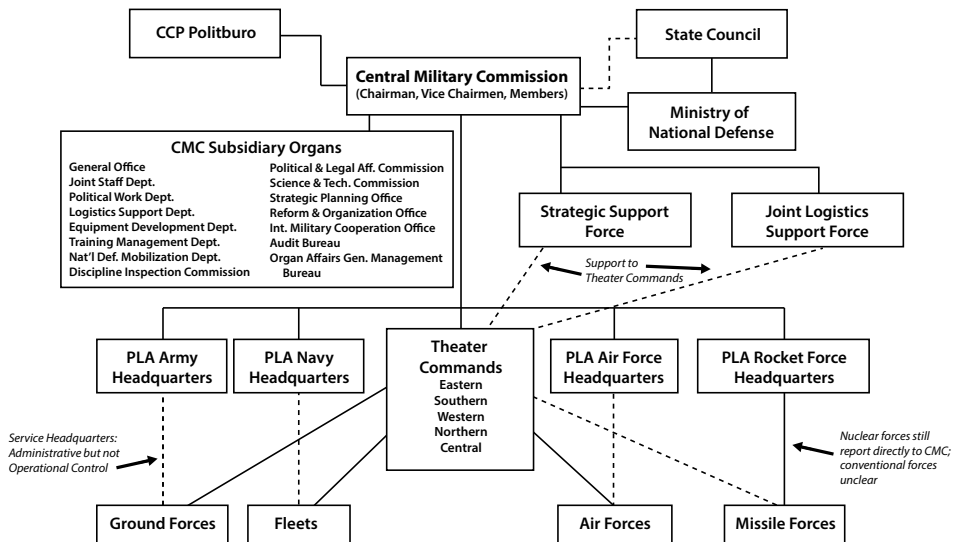 CCP Politburo
State Council
Central Military Commission
(Chairman, Vice Chairmen, Members)
Ministry of
National Defense
CMC Subsidiary Organs
General Office
Joint Staff Dept.
Political Work Dept.
Logistics Support Dept.
Equipment Development Dept.
Training Management Dept.
Nat'l Def. Mobilization Dept.
Discipline Inspection Commission
Political & Legal Aff. Commission
Science & Tech. Commission
Strategic Planning Office
Reform & Organization Office
Int. Military Cooperation Office
Audit Bureau
Organ Affairs Gen. Management
Bureau
Strategic Support
Force
Joint Logistics
Support Force
Support to
Theater Commands
PLA Army
Headquarters
PLA Navy
Headquarters
Theater
Commands
Eastern
Southern
Western
Northern
Central
PLA Air Force
Headquarters
PLA Rocket Force
Headquarters
Service Headquarters:
Administrative but not
Operational Control
Nuclear forces still
report directly to CMC;
conventional forces
unclear
Ground Forces
Fleets
Air Forces
Missile Forces